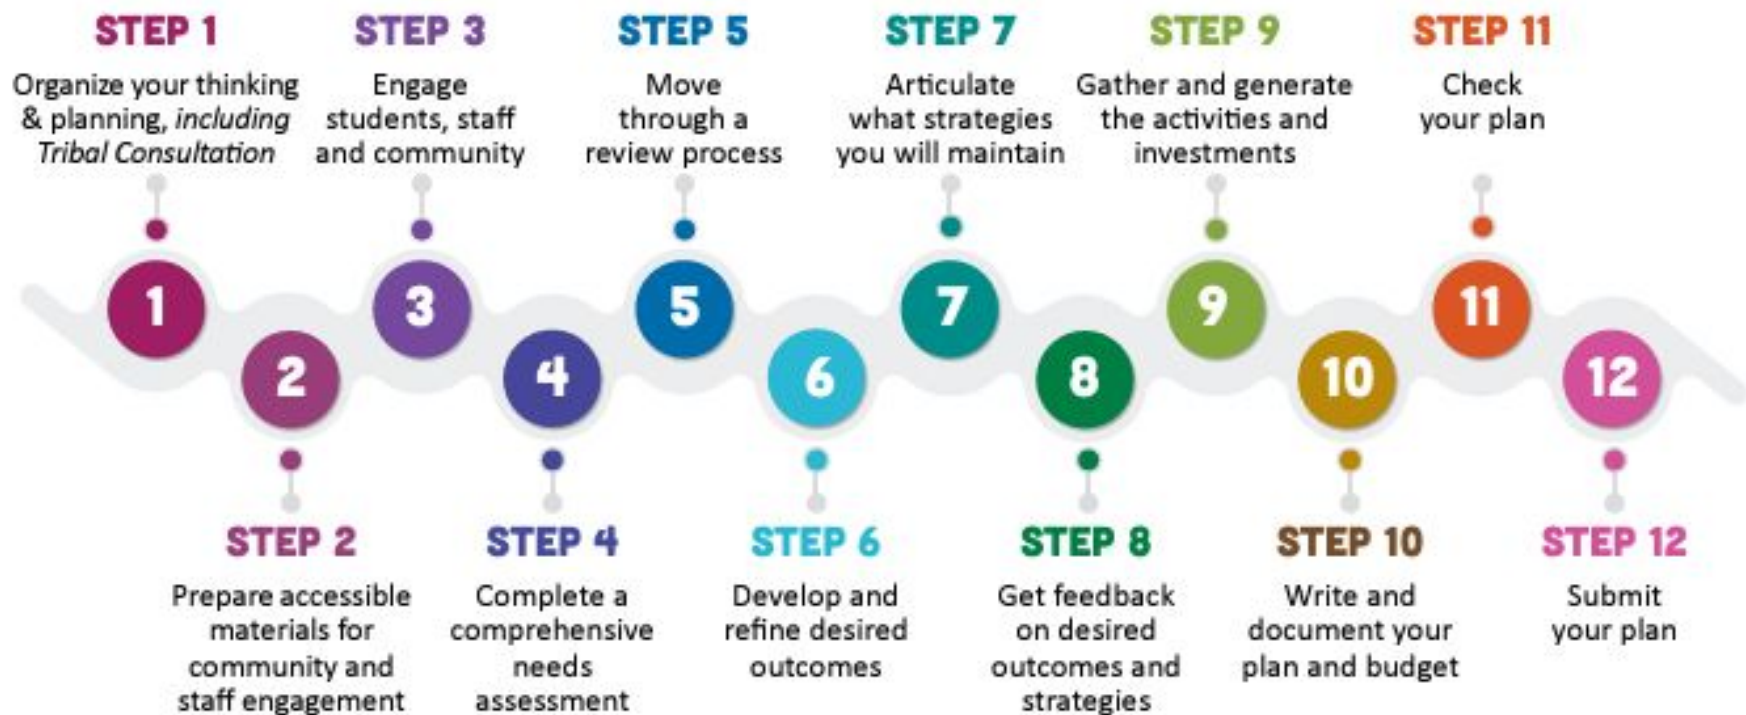 STEP 1
Organize your thinking
& planning, including
Tribal Consultation
STEP 3
Engage
students, staff
and community
STEP 5
Move
through a
review process
STEP 7
Articulate
what strategies
you will maintain
STEP 9
Gather and generate
the activities and
investments
STEP 11
Check
your plan
1
2
3
4
5
6
7
8
9
10
11
12
STEP 2
Prepare accessible
materials for
community and
staff engagement
STEP 4
Complete a
comprehensive
needs
assessment
STEP 6
Develop and
refine desired
outcomes
STEP 8
Get feedback
on desired
outcomes and
strategies
STEP 10
Write and
document your
plan and budget
STEP 12
Submit
your plan